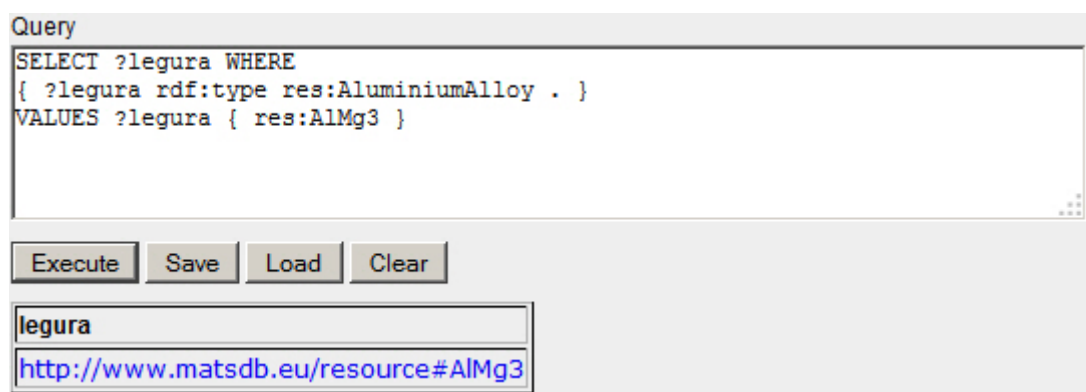 Query
SELECT ?legura WHERE
{ ?legura rdf:type res:AluminiumAlloy . }
VALUES ?legura { res:AlMg3 }
Execute Save Load Clear
legura
http://www.matsdb.eu/resource#AlMg3